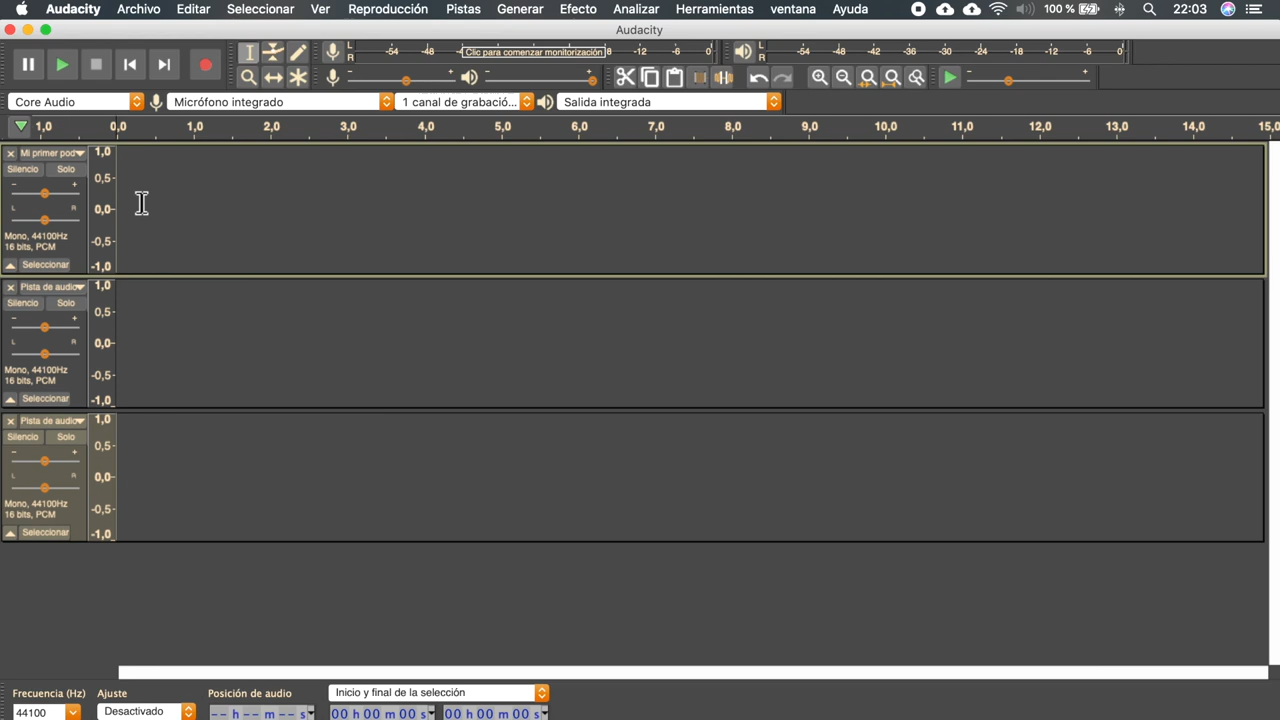 Audacity Archivo Editar Seleccionar Ver Reproducción Pistas Generar Efecto Analizar Herramientas ventana Ayuda 100 % 22:03
Audacity
L R -54 -48 Clic para comenzar monitorización -12 -6 0 L R -54 -48 -42 -36 -30 -24 -18 -12 -6 0
- + - + - +
Core Audio Micrófono integrado 1 canal de grabació... Salida integrada
1,0 0,0 1,0 2,0 3,0 4,0 5,0 6,0 7,0 8,0 9,0 10,0 11,0 12,0 13,0 14,0 15,0
Mi primer pod 1,0
Silencio Solo 0,5
- +
L R 0,0
Mono, 44100Hz -0,5
16 bits, PCM
Seleccionar -1,0
Pista de audio 1,0
Silencio Solo 0,5
- +
L R 0,0
Mono, 44100Hz -0,5
16 bits, PCM
Seleccionar -1,0
Pista de audio 1,0
Silencio Solo 0,5
- +
L R 0,0
Mono, 44100Hz -0,5
16 bits, PCM
Seleccionar -1,0
Frecuencia (Hz) Ajuste Posición de audio Inicio y final de la selección
44100 Desactivado -- h -- m -- s 00 h 00 m 00 s 00 h 00 m 00 s